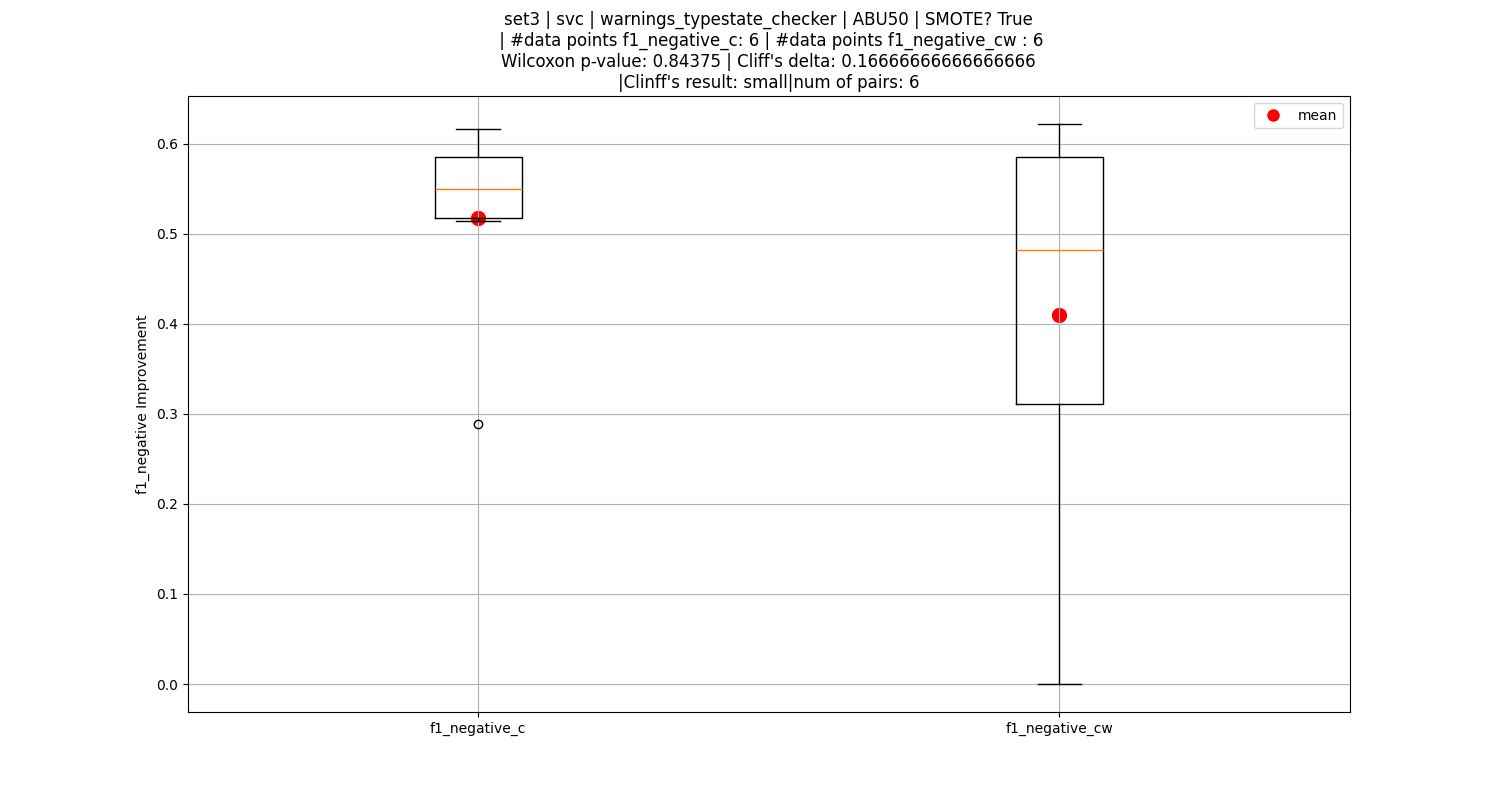 set3 | svc | warnings_typestate_checker | ABU50 | SMOTE? True
| #data points f1_negative_c: 6 | #data points f1_negative_cw : 6
Wilcoxon p-value: 0.84375 | Cliff's delta: 0.16666666666666666
|Clinff's result: small|num of pairs: 6
mean
0.6
0.5
0.4
0.3
0.2
0.1
0.0
f1_negative Improvement
f1_negative_c
f1_negative_cw